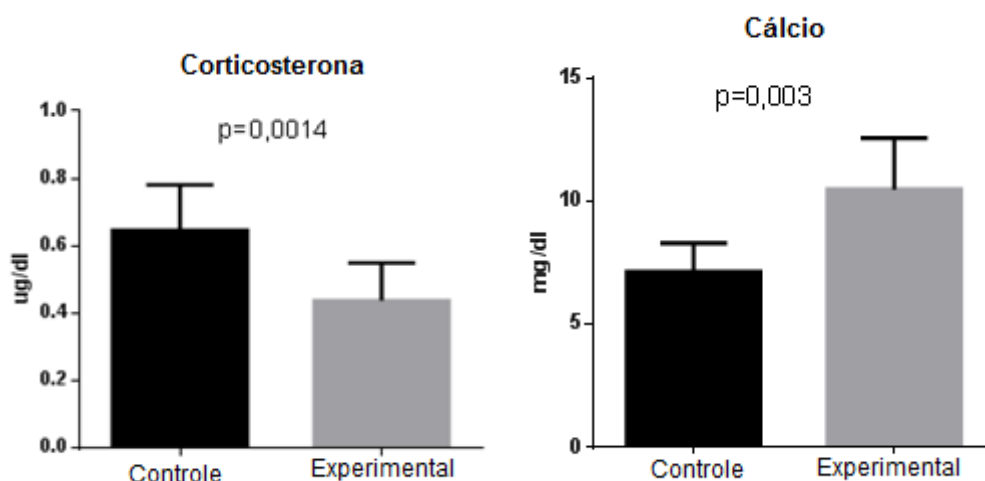 Corticosterona
p=0,0014
ug/dl
1.0
0.8
0.6
0.4
0.2
0.0
Controle
Experimental
Cálcio
p=0,003
mg/dl
15
10
5
0
Controle
Experimental